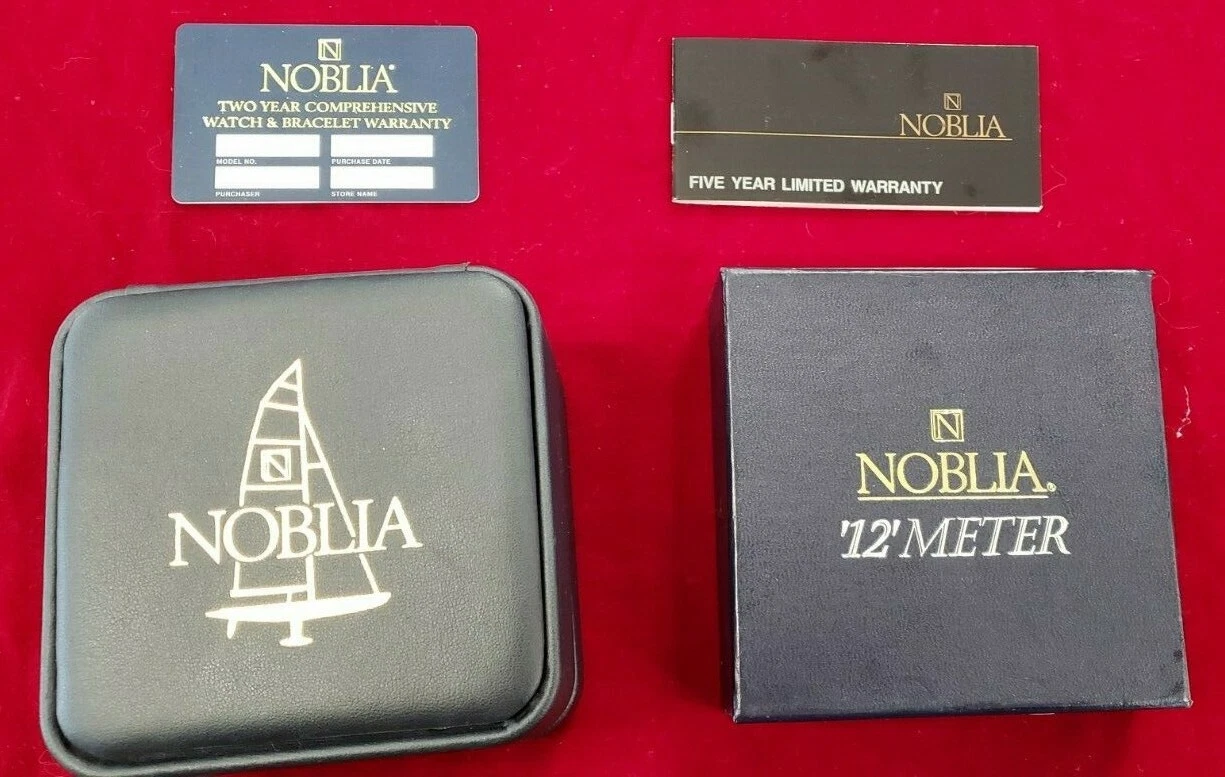 N
NOBLIA®
TWO YEAR COMPREHENSIVE
WATCH & BRACELET WARRANTY
MODEL NO. PURCHASE DATE
PURCHASER STORE NAME
N
NOBLIA
FIVE YEAR LIMITED WARRANTY
N
NOBLIA
N
NOBLIA®
'12' METER